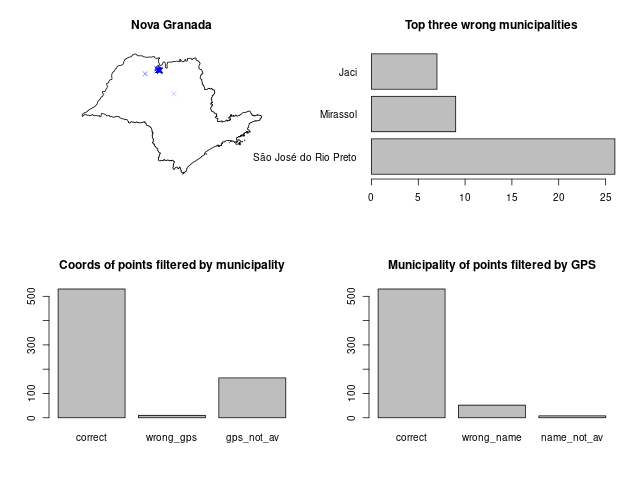 Nova Granada
Top three wrong municipalities
Jaci
Mirassol
São José do Rio Preto
0 5 10 15 20 25
Coords of points filtered by municipality
500
300
100
0
correct wrong_gps gps_not_av
Municipality of points filtered by GPS
500
300
100
0
correct wrong_name name_not_av